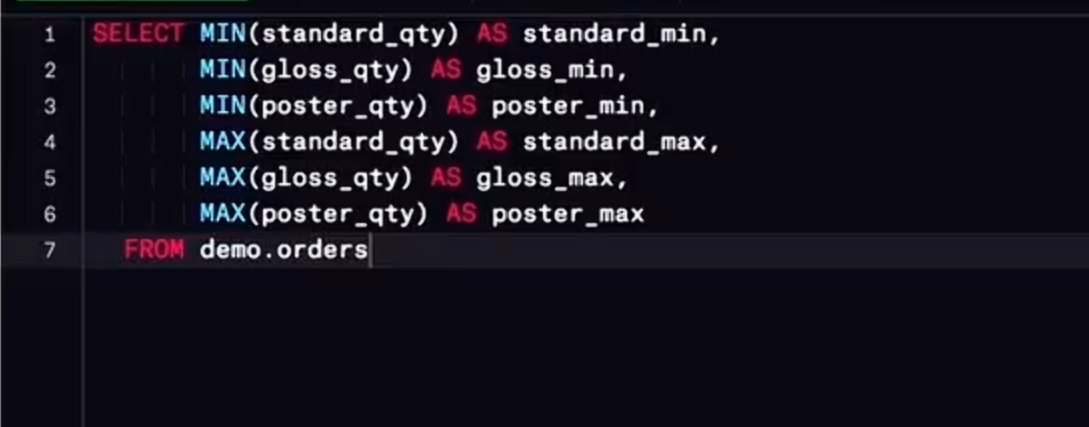 1 SELECT MIN(standard_qty) AS standard_min,
2 MIN(gloss_qty) AS gloss_min,
3 MIN(poster_qty) AS poster_min,
4 MAX(standard_qty) AS standard_max,
5 MAX(gloss_qty) AS gloss_max,
6 MAX(poster_qty) AS poster_max
7 FROM demo.orders